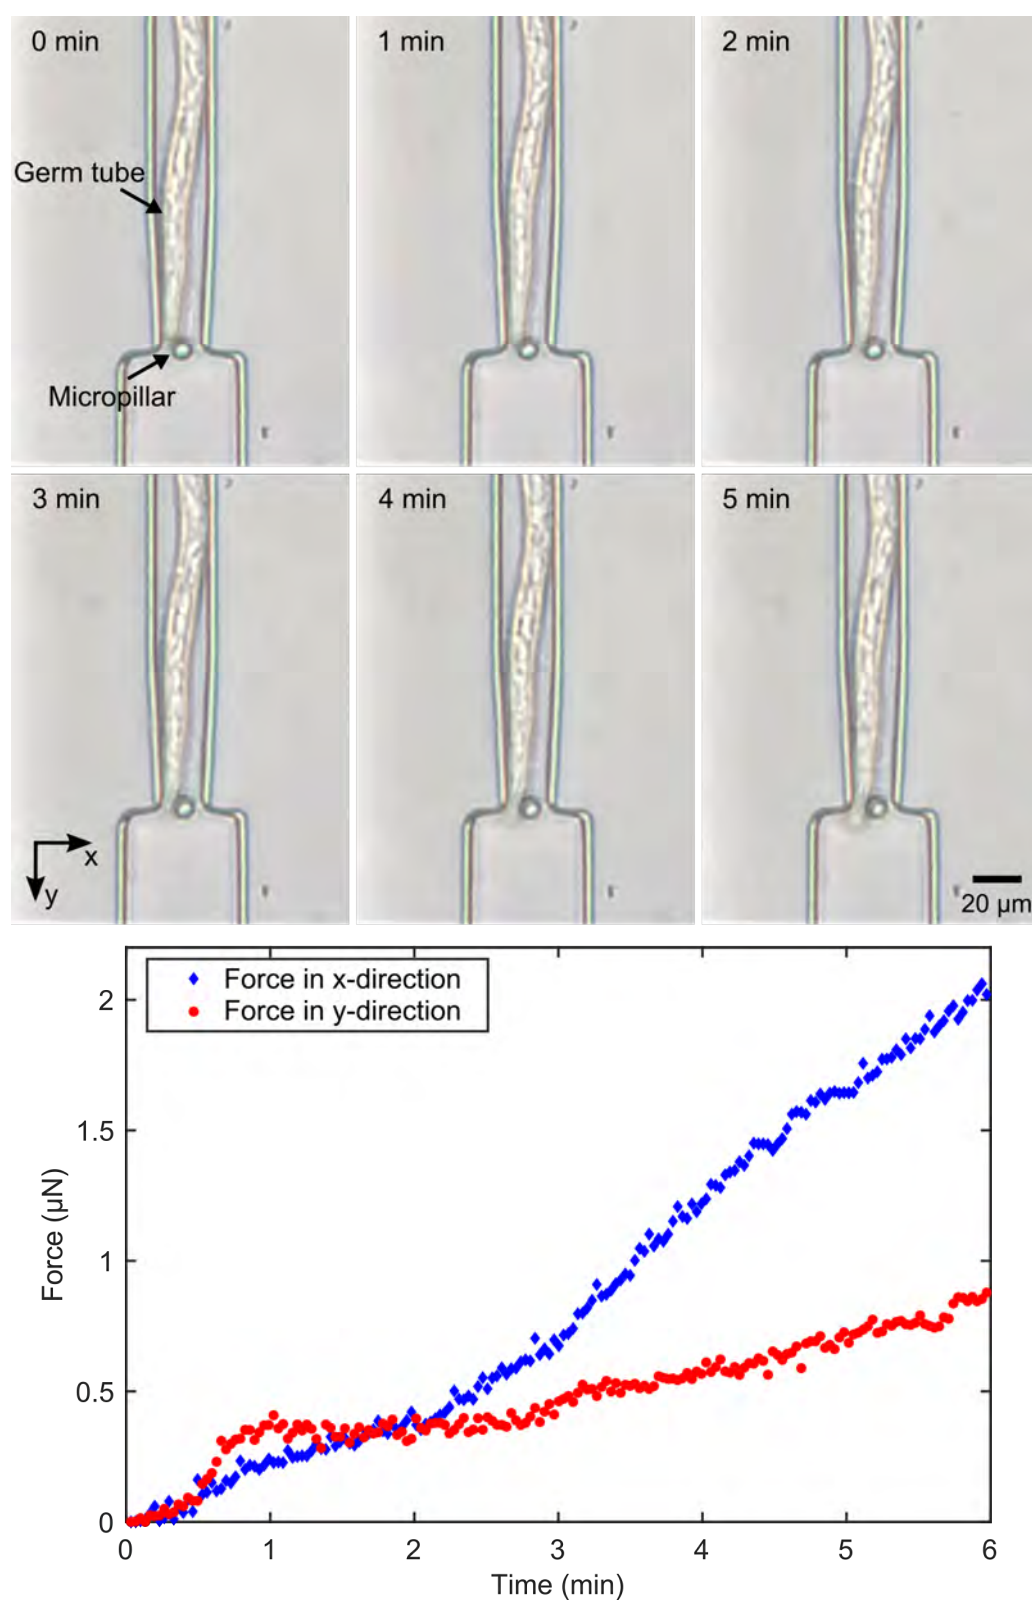 0 min
1 min
2 min
Germ tube
Micropillar
3 min
4 min
5 min
x
y
20 µm
Force in x-direction
Force in y-direction
2
1.5
1
0.5
0
Force (µN)
0 1 2 3 4 5 6
Time (min)